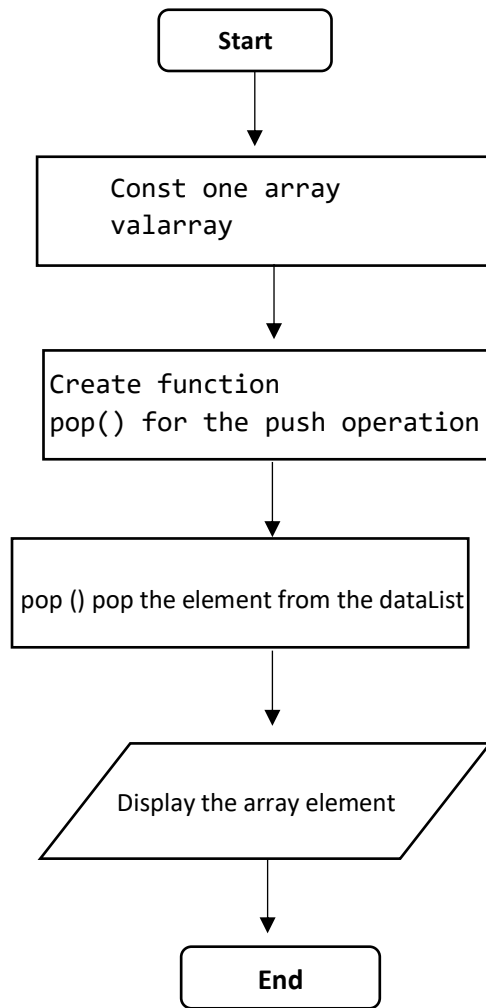 Start
Const one array
valarray
Create function
pop() for the push operation
pop () pop the element from the dataList
Display the array element
End